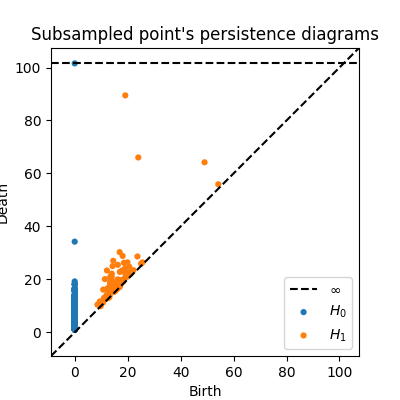 Subsampled point's persistence diagrams
100
80
60
40
20
0
Death
0 20 40 60 80 100
Birth
∞
H₀
H₁